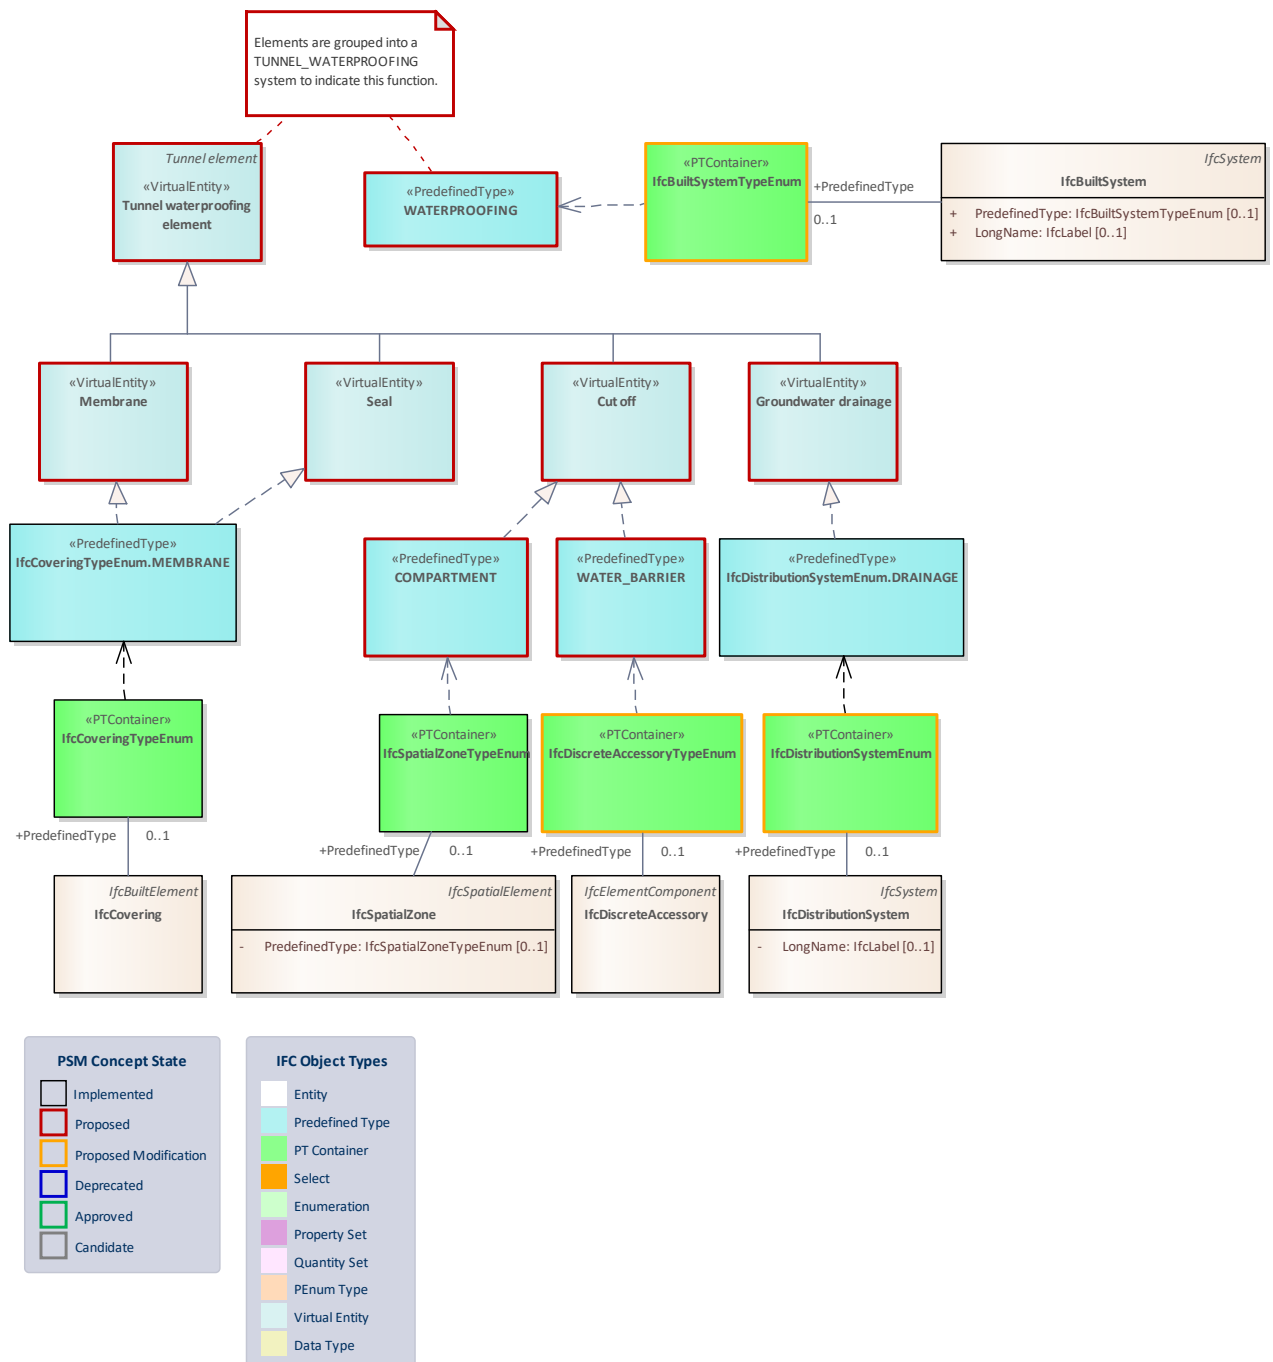 Elements are grouped into a
TUNNEL_WATERPROOFING
system to indicate this function.
Tunnel element
«VirtualEntity»
Tunnel waterproofing
element
«PredefinedType»
WATERPROOFING
«PTContainer»
IfcBuiltSystemTypeEnum
+PredefinedType
0..1
IfcSystem
IfcBuiltSystem
+ PredefinedType: IfcBuiltSystemTypeEnum [0..1]
+ LongName: IfcLabel [0..1]
«VirtualEntity»
Membrane
«VirtualEntity»
Seal
«VirtualEntity»
Cut off
«VirtualEntity»
Groundwater drainage
«PredefinedType»
IfcCoveringTypeEnum.MEMBRANE
«PredefinedType»
COMPARTMENT
«PredefinedType»
WATER_BARRIER
«PredefinedType»
IfcDistributionSystemEnum.DRAINAGE
«PTContainer»
IfcCoveringTypeEnum
«PTContainer»
IfcSpatialZoneTypeEnum
«PTContainer»
IfcDiscreteAccessoryTypeEnum
«PTContainer»
IfcDistributionSystemEnum
+PredefinedType 0..1
+PredefinedType 0..1
+PredefinedType 0..1
+PredefinedType 0..1
IfcBuiltElement
IfcCovering
IfcSpatialElement
IfcSpatialZone
- PredefinedType: IfcSpatialZoneTypeEnum [0..1]
IfcElementComponent
IfcDiscreteAccessory
IfcSystem
IfcDistributionSystem
- LongName: IfcLabel [0..1]
PSM Concept State
Implemented
Proposed
Proposed Modification
Deprecated
Approved
Candidate
IFC Object Types
Entity
Predefined Type
PT Container
Select
Enumeration
Property Set
Quantity Set
PEnum Type
Virtual Entity
Data Type